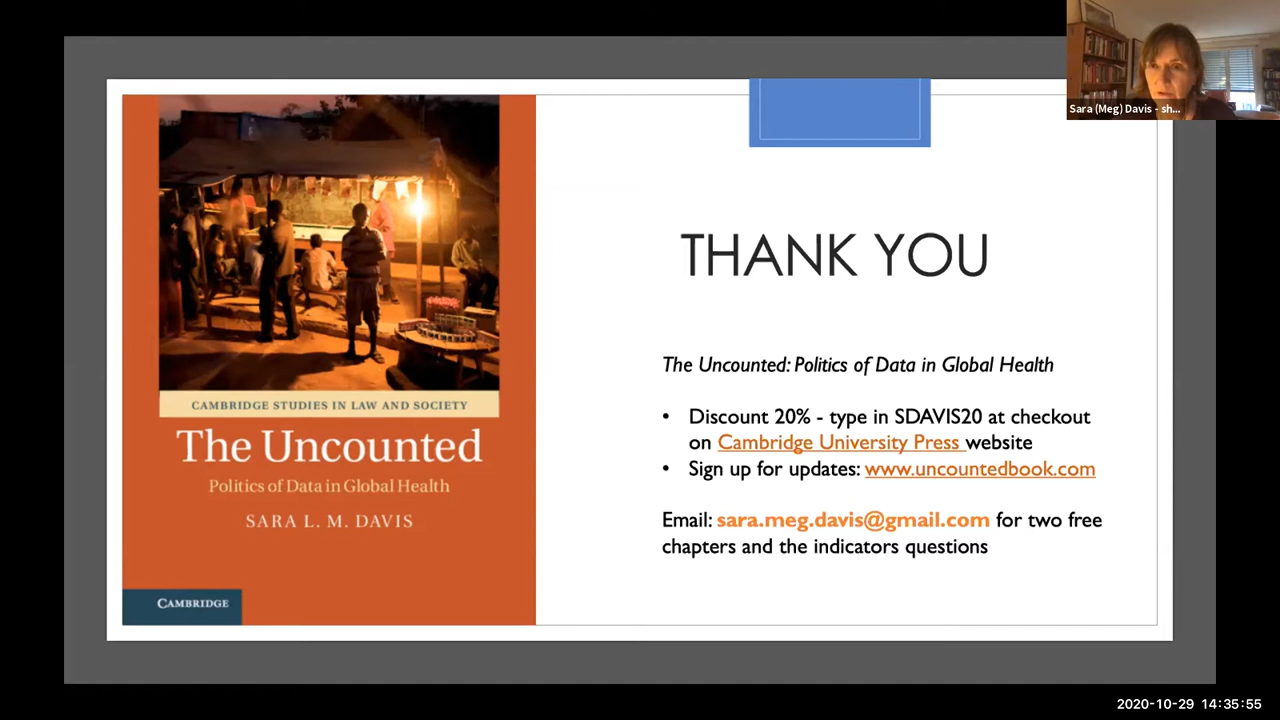 Sara (Meg) Davis - sh...
CAMBRIDGE STUDIES IN LAW AND SOCIETY
The Uncounted
Politics of Data in Global Health
SARA L. M. DAVIS
CAMBRIDGE
THANK YOU
The Uncounted: Politics of Data in Global Health
• Discount 20% - type in SDAVIS20 at checkout
on Cambridge University Press website
• Sign up for updates: www.uncountedbook.com
Email: sara.meg.davis@gmail.com for two free
chapters and the indicators questions
2020-10-29 14:35:55